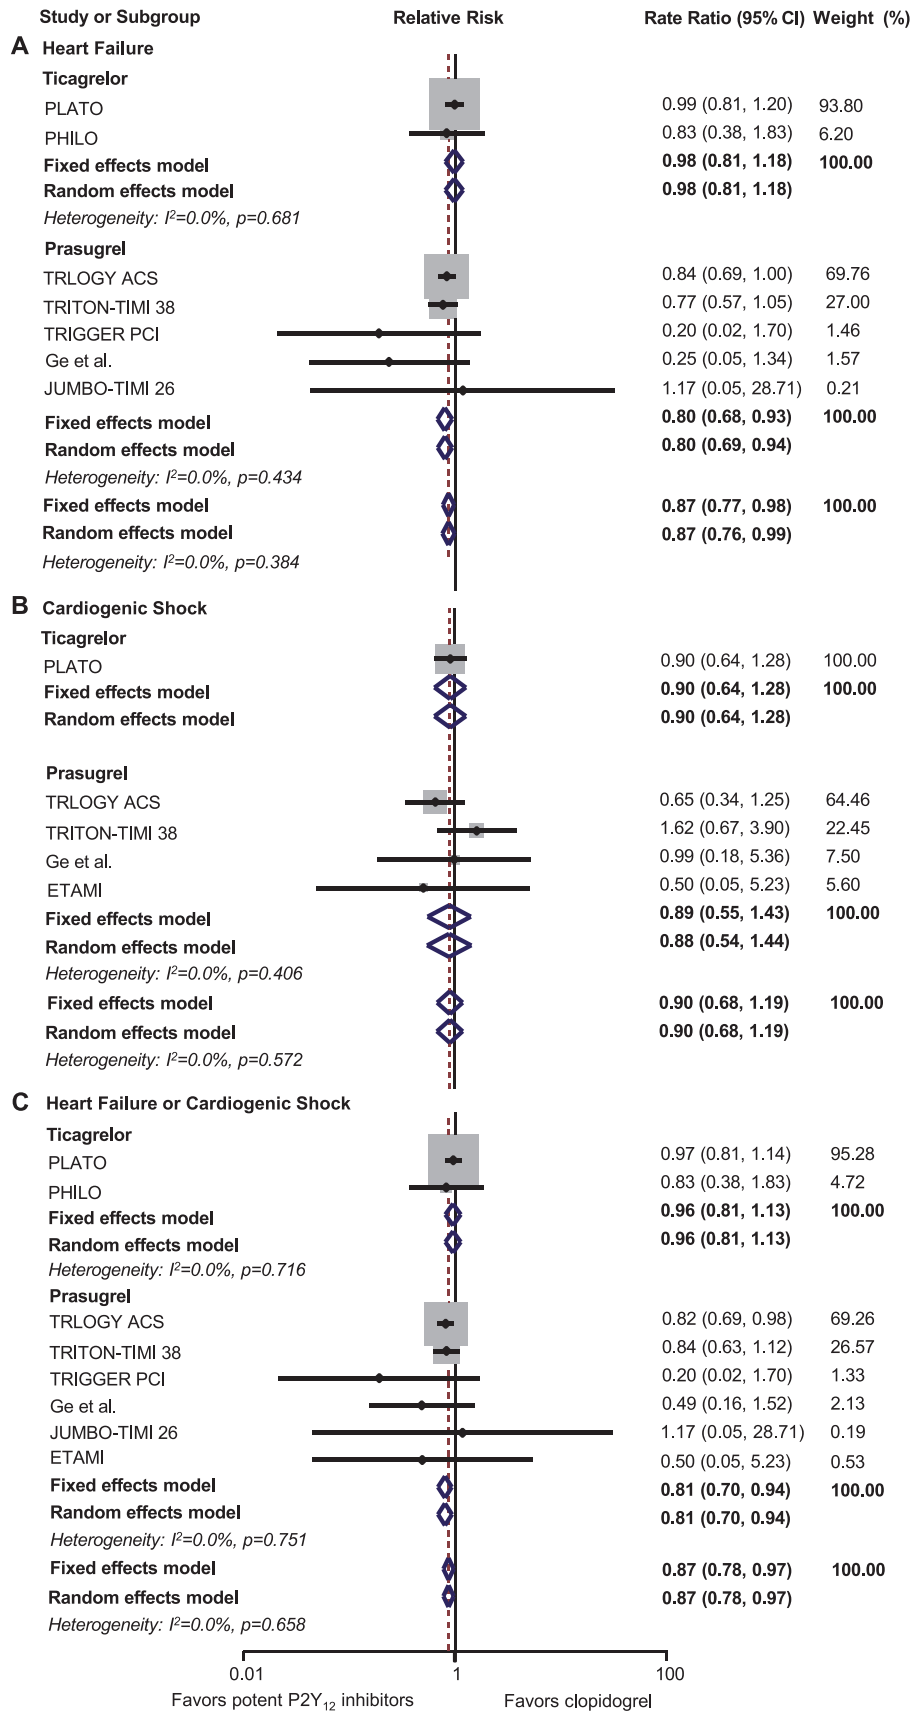 Study or Subgroup Relative Risk Rate Ratio (95% CI) Weight (%)
A Heart Failure
Ticagrelor
PLATO 0.99 (0.81, 1.20) 93.80
PHILO 0.83 (0.38, 1.83) 6.20
Fixed effects model 0.98 (0.81, 1.18) 100.00
Random effects model 0.98 (0.81, 1.18)
Heterogeneity: I²=0.0%, p=0.681
Prasugrel
TRLOGY ACS 0.84 (0.69, 1.00) 69.76
TRITON-TIMI 38 0.77 (0.57, 1.05) 27.00
TRIGGER PCI 0.20 (0.02, 1.70) 1.46
Ge et al. 0.25 (0.05, 1.34) 1.57
JUMBO-TIMI 26 1.17 (0.05, 28.71) 0.21
Fixed effects model 0.80 (0.68, 0.93) 100.00
Random effects model 0.80 (0.69, 0.94)
Heterogeneity: I²=0.0%, p=0.434
Fixed effects model 0.87 (0.77, 0.98) 100.00
Random effects model 0.87 (0.76, 0.99)
Heterogeneity: I²=0.0%, p=0.384
B Cardiogenic Shock
Ticagrelor
PLATO 0.90 (0.64, 1.28) 100.00
Fixed effects model 0.90 (0.64, 1.28) 100.00
Random effects model 0.90 (0.64, 1.28)
Prasugrel
TRLOGY ACS 0.65 (0.34, 1.25) 64.46
TRITON-TIMI 38 1.62 (0.67, 3.90) 22.45
Ge et al. 0.99 (0.18, 5.36) 7.50
ETAMI 0.50 (0.05, 5.23) 5.60
Fixed effects model 0.89 (0.55, 1.43) 100.00
Random effects model 0.88 (0.54, 1.44)
Heterogeneity: I²=0.0%, p=0.406
Fixed effects model 0.90 (0.68, 1.19) 100.00
Random effects model 0.90 (0.68, 1.19)
Heterogeneity: I²=0.0%, p=0.572
C Heart Failure or Cardiogenic Shock
Ticagrelor
PLATO 0.97 (0.81, 1.14) 95.28
PHILO 0.83 (0.38, 1.83) 4.72
Fixed effects model 0.96 (0.81, 1.13) 100.00
Random effects model 0.96 (0.81, 1.13)
Heterogeneity: I²=0.0%, p=0.716
Prasugrel
TRLOGY ACS 0.82 (0.69, 0.98) 69.26
TRITON-TIMI 38 0.84 (0.63, 1.12) 26.57
TRIGGER PCI 0.20 (0.02, 1.70) 1.33
Ge et al. 0.49 (0.16, 1.52) 2.13
JUMBO-TIMI 26 1.17 (0.05, 28.71) 0.19
ETAMI 0.50 (0.05, 5.23) 0.53
Fixed effects model 0.81 (0.70, 0.94) 100.00
Random effects model 0.81 (0.70, 0.94)
Heterogeneity: I²=0.0%, p=0.751
Fixed effects model 0.87 (0.78, 0.97) 100.00
Random effects model 0.87 (0.78, 0.97)
Heterogeneity: I²=0.0%, p=0.658
0.01 1 100
Favors potent P2Y₁₂ inhibitors Favors clopidogrel